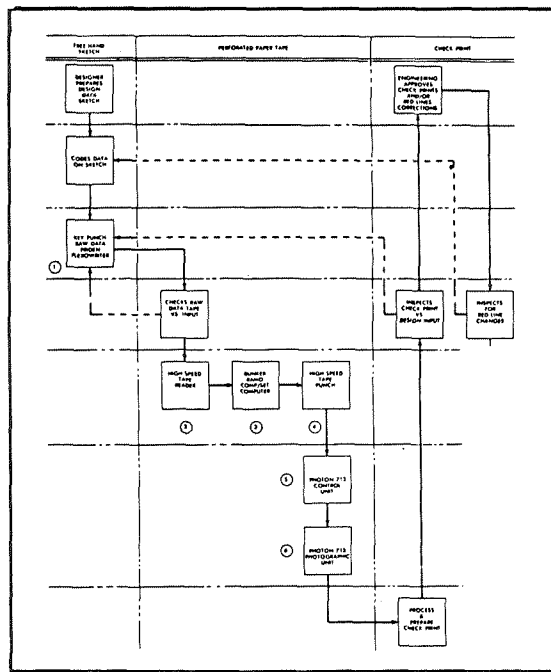 FREE HAND
SKETCH
PERFORATED PAPER TAPE
CHECK PRINT
DESIGNER
PREPARES
DESIGN
DATA
SKETCH
ENGINEERING
APPROVES
CHECK PRINTS
AND/OR
RED LINES
CORRECTIONS
CODES DATA
ON SKETCH
KEY PUNCH
RAW DATA
FRIDEN
FLEXOWRITER
1
CHECKS RAW
DATA TAPE
VS INPUT
INSPECTS
CHECK PRINT
VS
DESIGN INPUT
INSPECTS
FOR
RED LINE
CHANGES
HIGH SPEED
TAPE
READER
BUNKER
RAMO
COMP/SET
COMPUTER
HIGH SPEED
TAPE
PUNCH
2
3
4
5
PHOTON 713
CONTROL
UNIT
6
PHOTON 713
PHOTOGRAPHIC
UNIT
PROCESS
&
PREPARE
CHECK PRINT